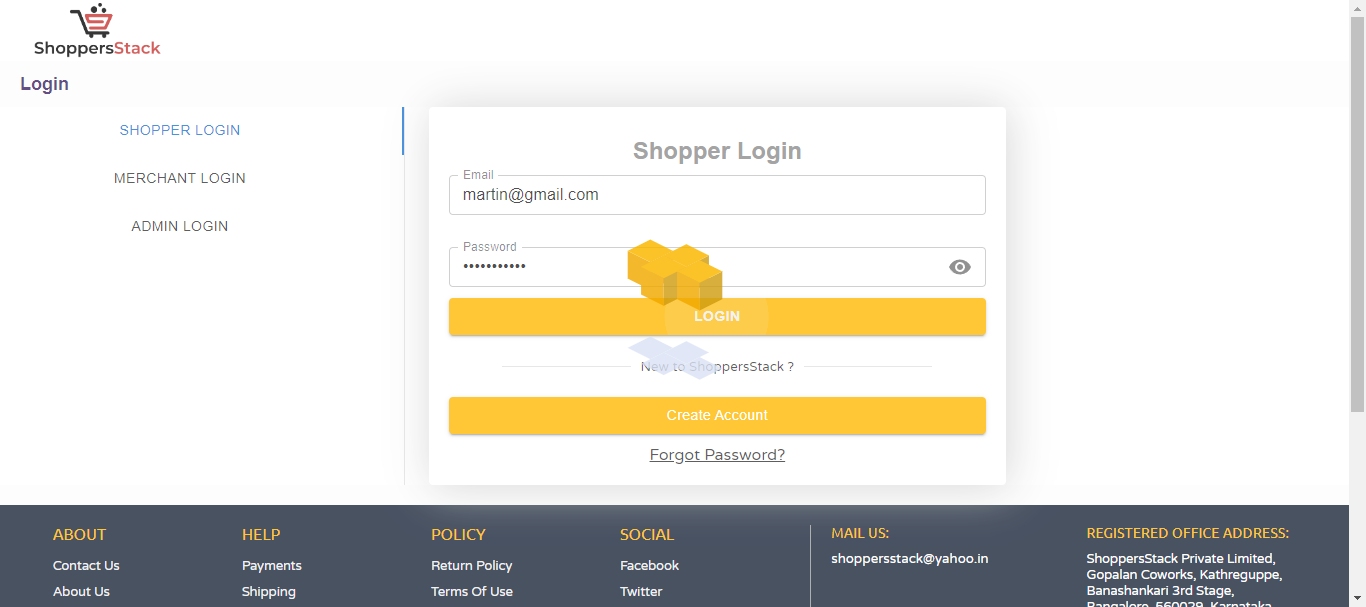 ShoppersStack
Login
SHOPPER LOGIN
MERCHANT LOGIN
ADMIN LOGIN
Shopper Login
Email
martin@gmail.com
Password
•••••••••••
LOGIN
New to ShoppersStack ?
Create Account
Forgot Password?
ABOUT
Contact Us
About Us
HELP
Payments
Shipping
POLICY
Return Policy
Terms Of Use
SOCIAL
Facebook
Twitter
MAIL US:
shoppersstack@yahoo.in
REGISTERED OFFICE ADDRESS:
ShoppersStack Private Limited,
Gopalan Coworks, Kathreguppe,
Banashankari 3rd Stage,
Bangalore, 560029, Karnataka